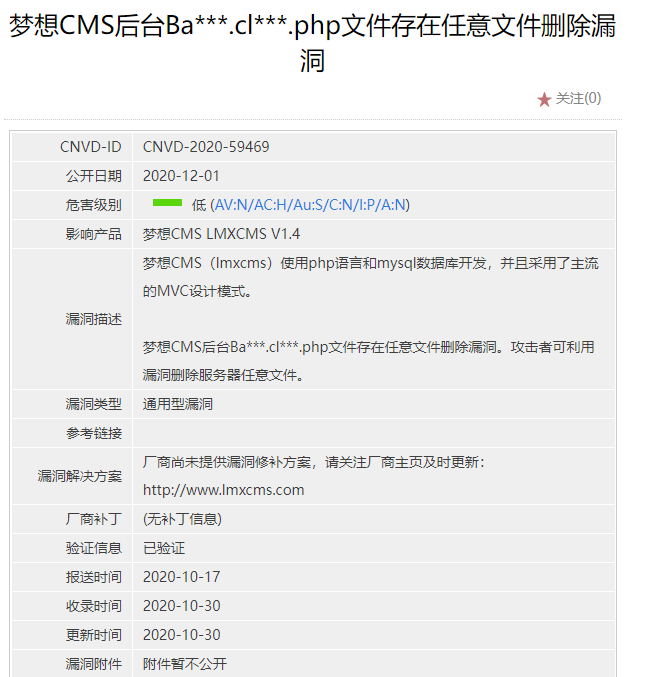 梦想CMS后台Ba***.cl***.php文件存在任意文件删除漏
洞
关注(0)
CNVD-ID CNVD-2020-59469
公开日期 2020-12-01
危害级别 低 (AV:N/AC:H/Au:S/C:N/I:P/A:N)
影响产品 梦想CMS LMXCMS V1.4
漏洞描述 梦想CMS（lmxcms）使用php语言和mysql数据库开发，并且采用了主流
的MVC设计模式。
梦想CMS后台Ba***.cl***.php文件存在任意文件删除漏洞。攻击者可利用
漏洞删除服务器任意文件。
漏洞类型 通用型漏洞
参考链接
漏洞解决方案 厂商尚未提供漏洞修补方案，请关注厂商主页及时更新：
http://www.lmxcms.com
厂商补丁 (无补丁信息)
验证信息 已验证
报送时间 2020-10-17
收录时间 2020-10-30
更新时间 2020-10-30
漏洞附件 附件暂不公开